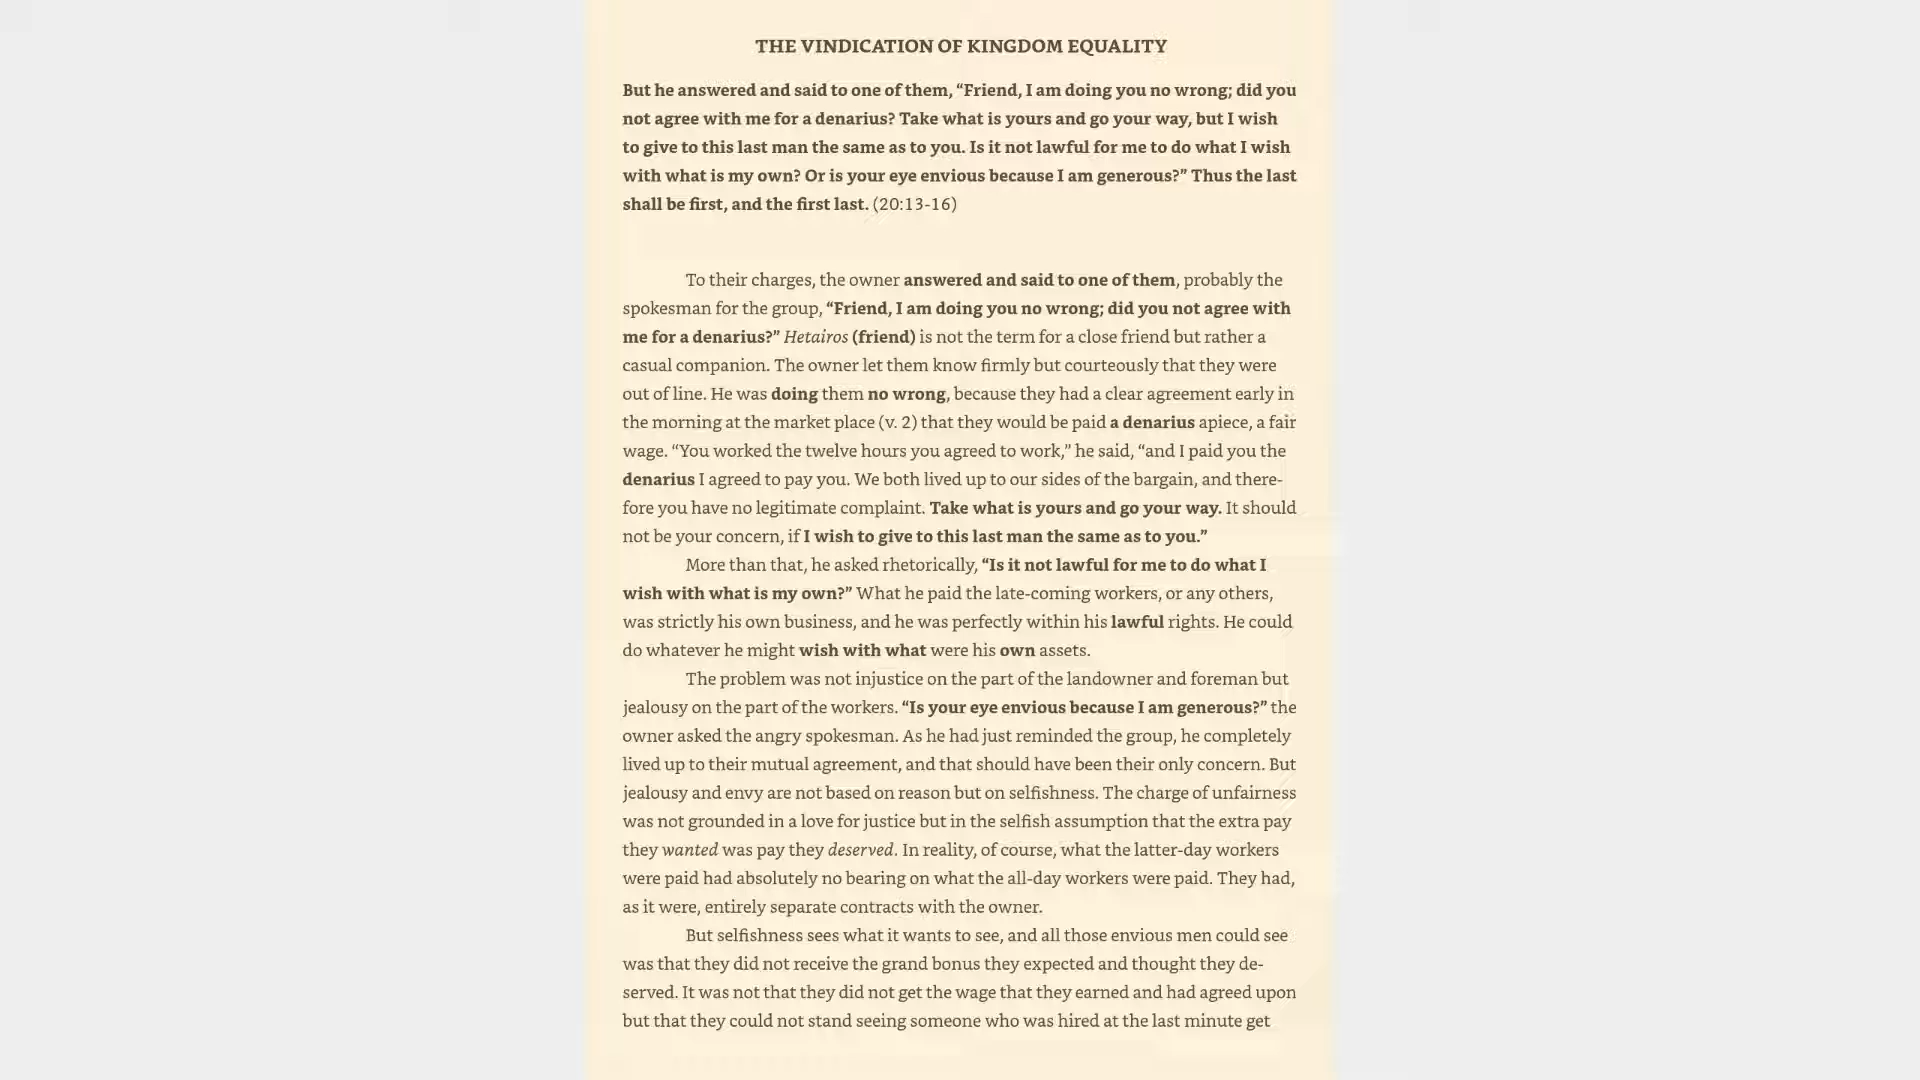 THE VINDICATION OF KINGDOM EQUALITY
But he answered and said to one of them, “Friend, I am doing you no wrong; did you
not agree with me for a denarius? Take what is yours and go your way, but I wish
to give to this last man the same as to you. Is it not lawful for me to do what I wish
with what is my own? Or is your eye envious because I am generous?” Thus the last
shall be first, and the first last. (20:13-16)
To their charges, the owner answered and said to one of them, probably the
spokesman for the group, “Friend, I am doing you no wrong; did you not agree with
me for a denarius?” Hetairos (friend) is not the term for a close friend but rather a
casual companion. The owner let them know firmly but courteously that they were
out of line. He was doing them no wrong, because they had a clear agreement early in
the morning at the market place (v. 2) that they would be paid a denarius apiece, a fair
wage. “You worked the twelve hours you agreed to work,” he said, “and I paid you the
denarius I agreed to pay you. We both lived up to our sides of the bargain, and there-
fore you have no legitimate complaint. Take what is yours and go your way. It should
not be your concern, if I wish to give to this last man the same as to you.”
More than that, he asked rhetorically, “Is it not lawful for me to do what I
wish with what is my own?” What he paid the late-coming workers, or any others,
was strictly his own business, and he was perfectly within his lawful rights. He could
do whatever he might wish with what were his own assets.
The problem was not injustice on the part of the landowner and foreman but
jealousy on the part of the workers. “Is your eye envious because I am generous?” the
owner asked the angry spokesman. As he had just reminded the group, he completely
lived up to their mutual agreement, and that should have been their only concern. But
jealousy and envy are not based on reason but on selfishness. The charge of unfairness
was not grounded in a love for justice but in the selfish assumption that the extra pay
they wanted was pay they deserved. In reality, of course, what the latter-day workers
were paid had absolutely no bearing on what the all-day workers were paid. They had,
as it were, entirely separate contracts with the owner.
But selfishness sees what it wants to see, and all those envious men could see
was that they did not receive the grand bonus they expected and thought they de-
served. It was not that they did not get the wage that they earned and had agreed upon
but that they could not stand seeing someone who was hired at the last minute get